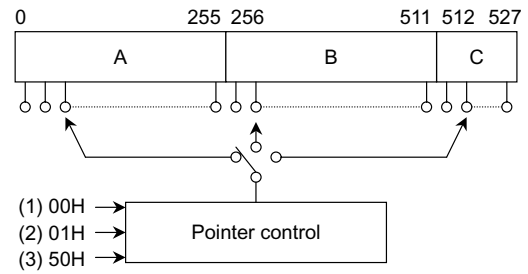 0 255 256 511 512 527
A B C
(1) 00H
(2) 01H
(3) 50H
Pointer control